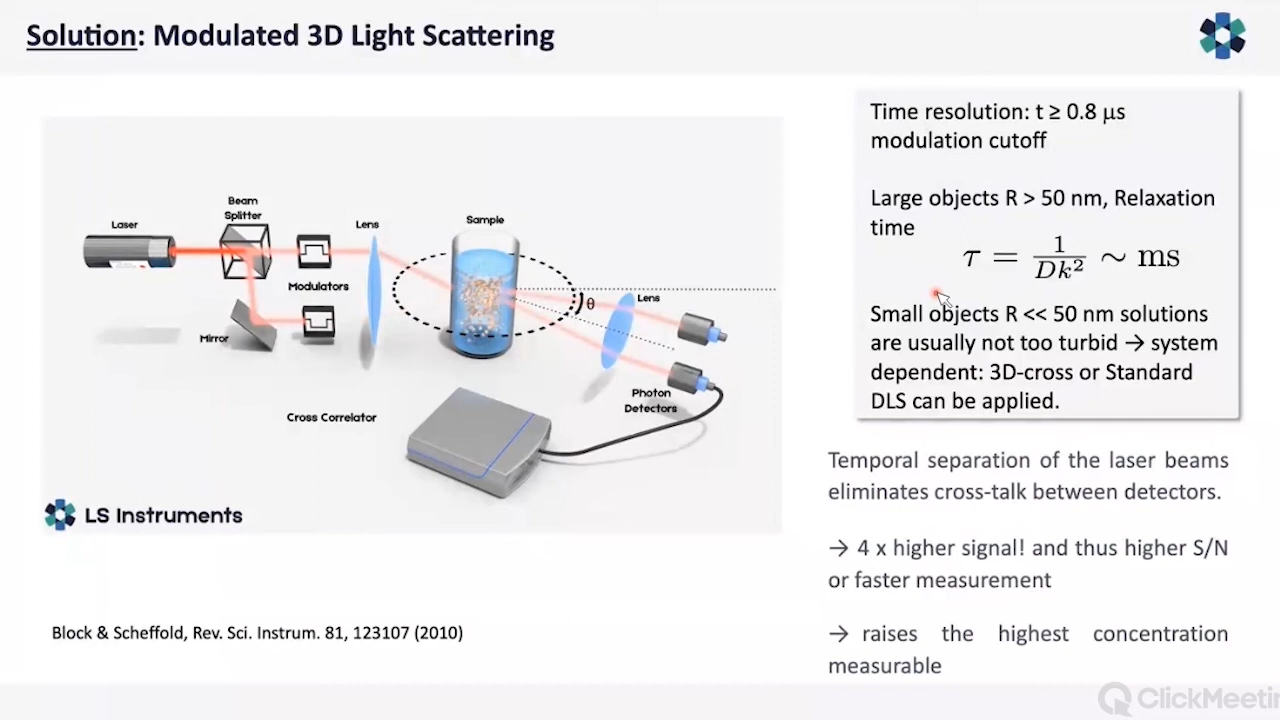 Solution: Modulated 3D Light Scattering
Time resolution: t ≥ 0.8 μs
modulation cutoff
Large objects R > 50 nm, Relaxation
time
τ = 1/Dk² ~ ms
Small objects R << 50 nm solutions
are usually not too turbid → system
dependent: 3D-cross or Standard
DLS can be applied.
Laser
Beam
Splitter
Lens
Sample
Modulators
Mirror
θ
Lens
Photon
Detectors
Cross Correlator
LS Instruments
Temporal separation of the laser beams
eliminates cross-talk between detectors.
→ 4 x higher signal! and thus higher S/N
or faster measurement
→ raises the highest concentration
measurable
Block & Scheffold, Rev. Sci. Instrum. 81, 123107 (2010)
ClickMeetin